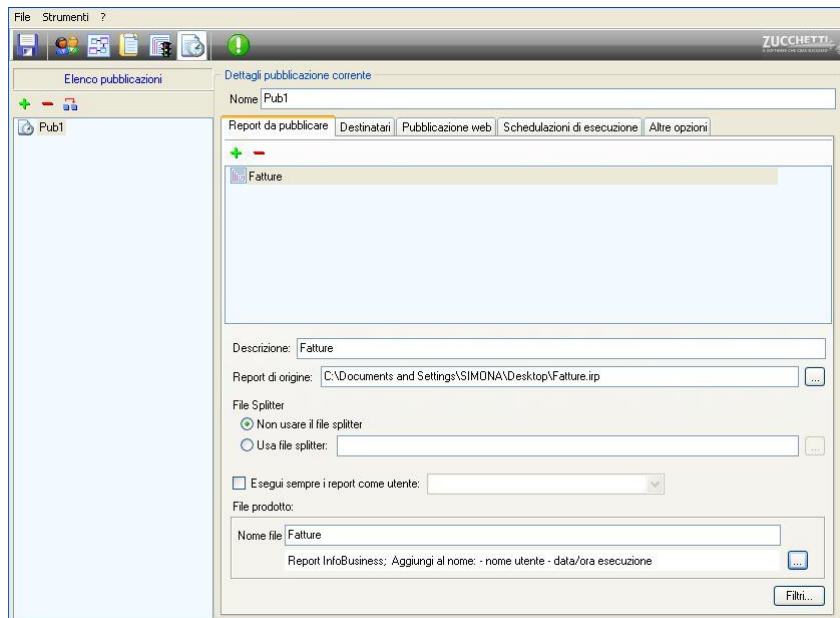 File Strumenti ?
ZUCCHETTI
Elenco pubblicazioni
Dettagli pubblicazione corrente
Nome Pub1
Pub1
Report da pubblicare Destinatari Pubblicazione web Schedulazioni di esecuzione Altre opzioni
Fatture
Descrizione: Fatture
Report di origine: C:\Documents and Settings\SIMONA\Desktop\Fatture.irp ...
File Splitter
Non usare il file splitter
Usa file splitter: ...
Esegui sempre i report come utente:
File prodotto:
Nome file Fatture
Report InfoBusiness; Aggiungi al nome: - nome utente - data/ora esecuzione ...
Filtri...